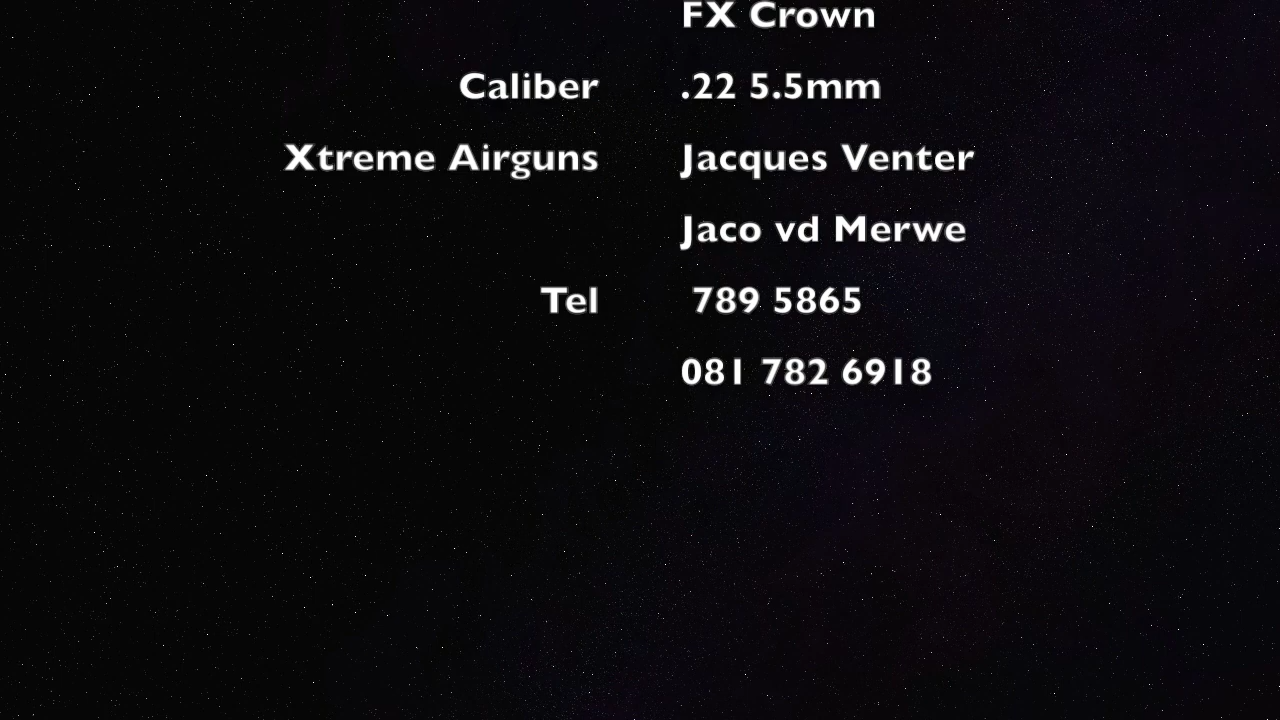 FX Crown
Caliber .22 5.5mm
Xtreme Airguns Jacques Venter
Jaco vd Merwe
Tel 789 5865
081 782 6918